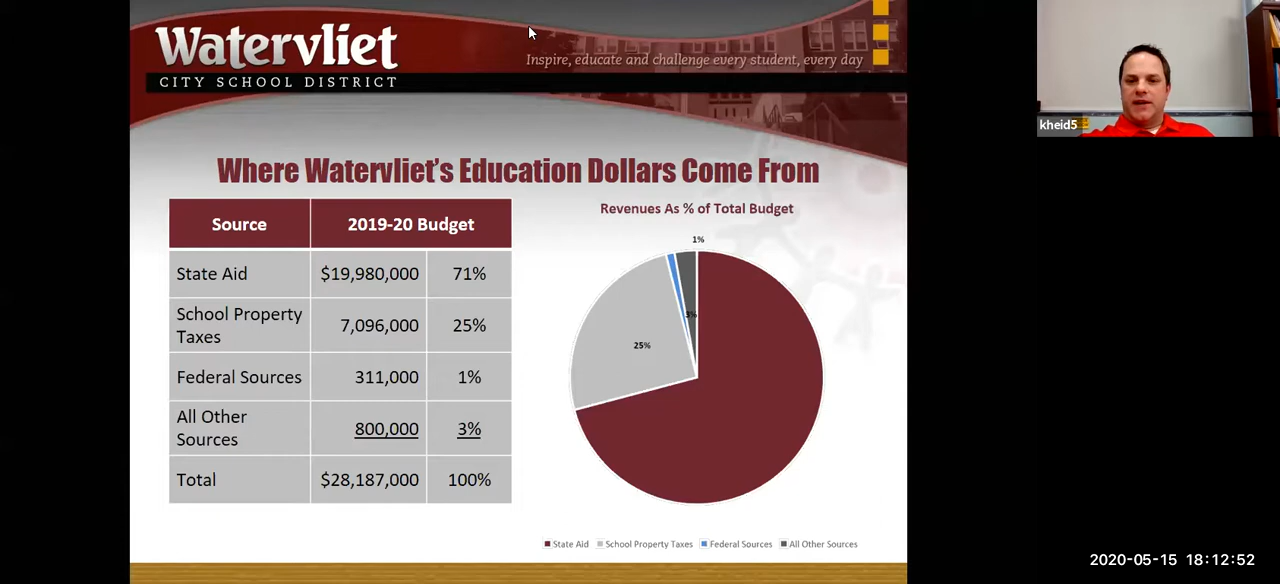 Watervliet
CITY SCHOOL DISTRICT
Inspire, educate and challenge every student, every day
kheid5
Where Watervliet's Education Dollars Come From
Source 2019-20 Budget
State Aid $19,980,000 71%
School Property
Taxes 7,096,000 25%
Federal Sources 311,000 1%
All Other
Sources 800,000 3%
Total $28,187,000 100%
Revenues As % of Total Budget
1%
3%
25%
State Aid School Property Taxes Federal Sources All Other Sources
2020-05-15 18:12:52